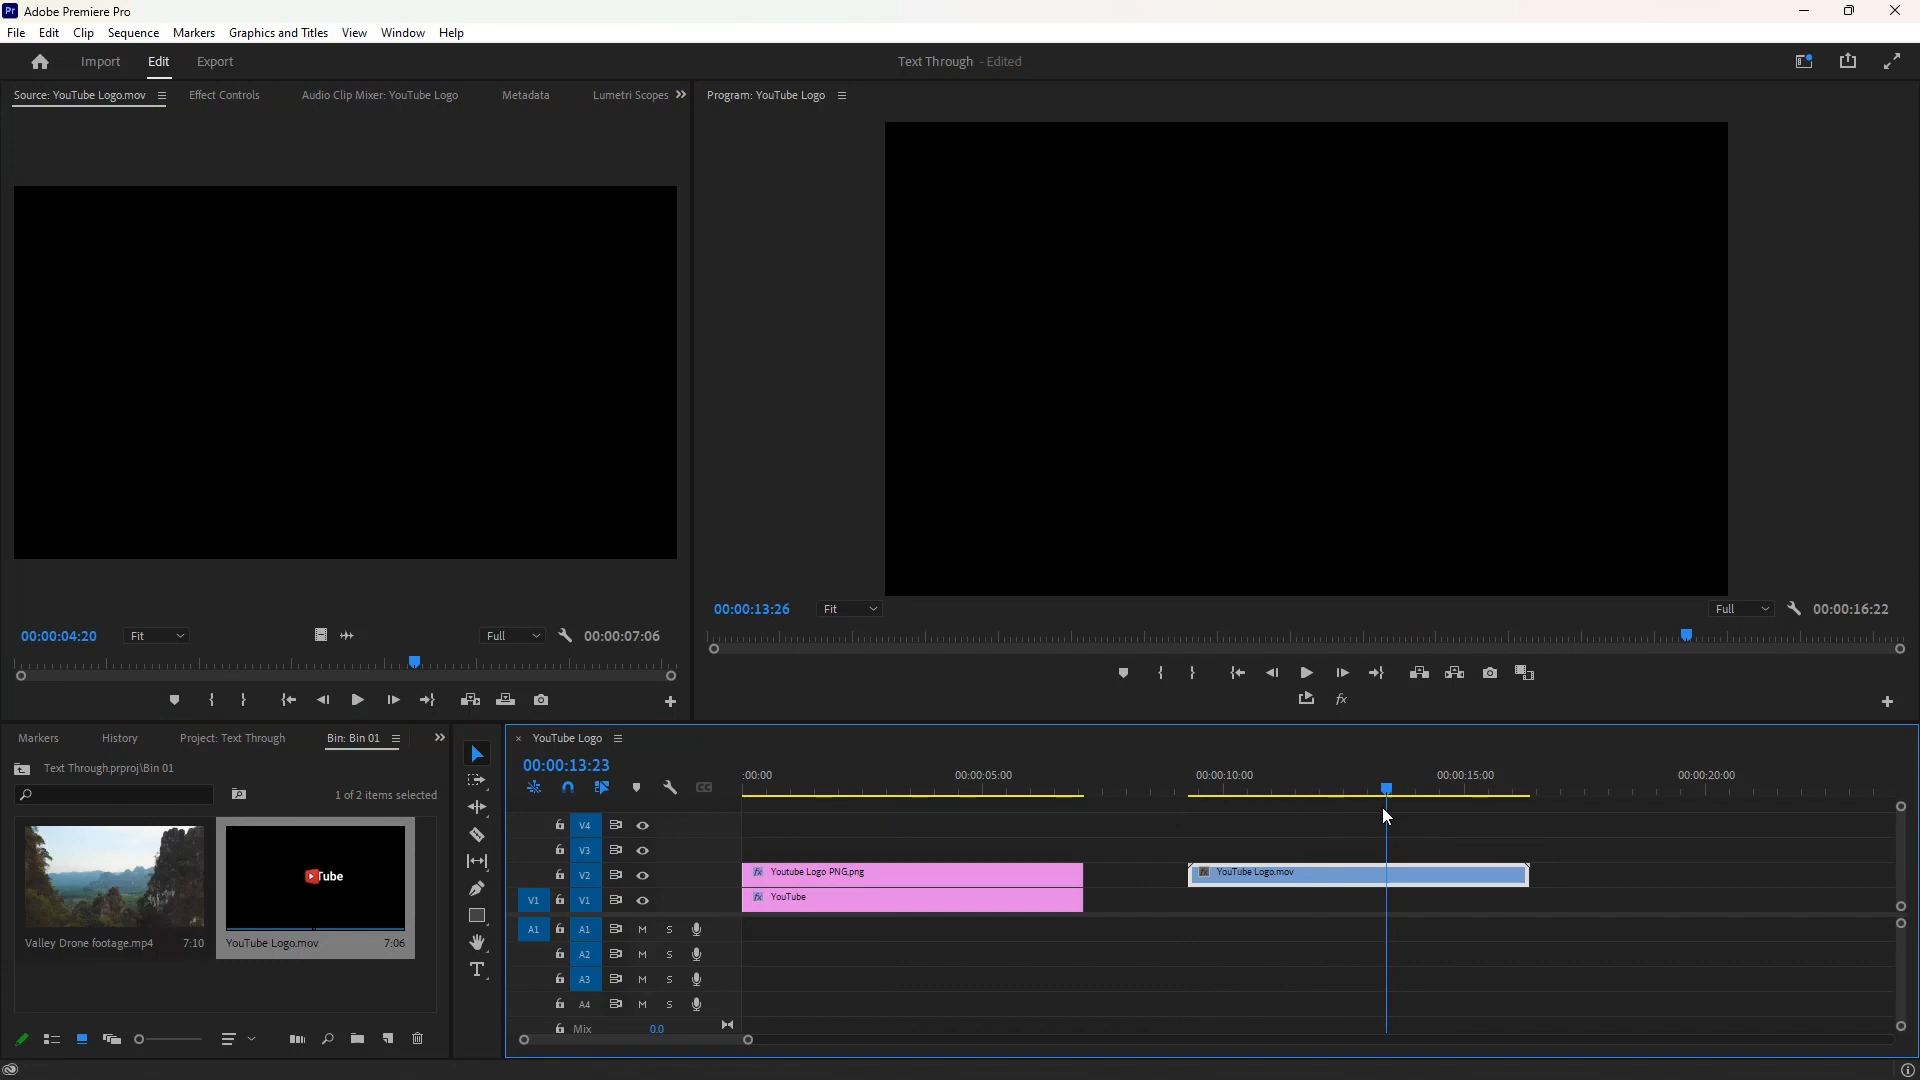 Pr Adobe Premiere Pro
File Edit Clip Sequence Markers Graphics and Titles View Window Help
Import Edit Export Text Through - Edited
Source: YouTube Logo.mov Effect Controls Audio Clip Mixer: YouTube Logo Metadata Lumetri Scopes
Program: YouTube Logo
00:00:13:26 Fit Full 00:00:16:22
00:00:04:20 Fit Full 00:00:07:06
fx
Markers History Project: Text Through Bin: Bin 01
Text Through.prproj\Bin 01
1 of 2 items selected
Tube
Valley Drone footage.mp4 7:10 YouTube Logo.mov 7:06
YouTube Logo
00:00:13:23
:00:00 00:00:05:00 00:00:10:00 00:00:15:00 00:00:20:00
V4
V3
V2 fx Youtube Logo PNG.png fx YouTube Logo.mov
V1 V1 fx YouTube
A1 A1 M S
A2 M S
A3 M S
A4 M S
Mix 0.0